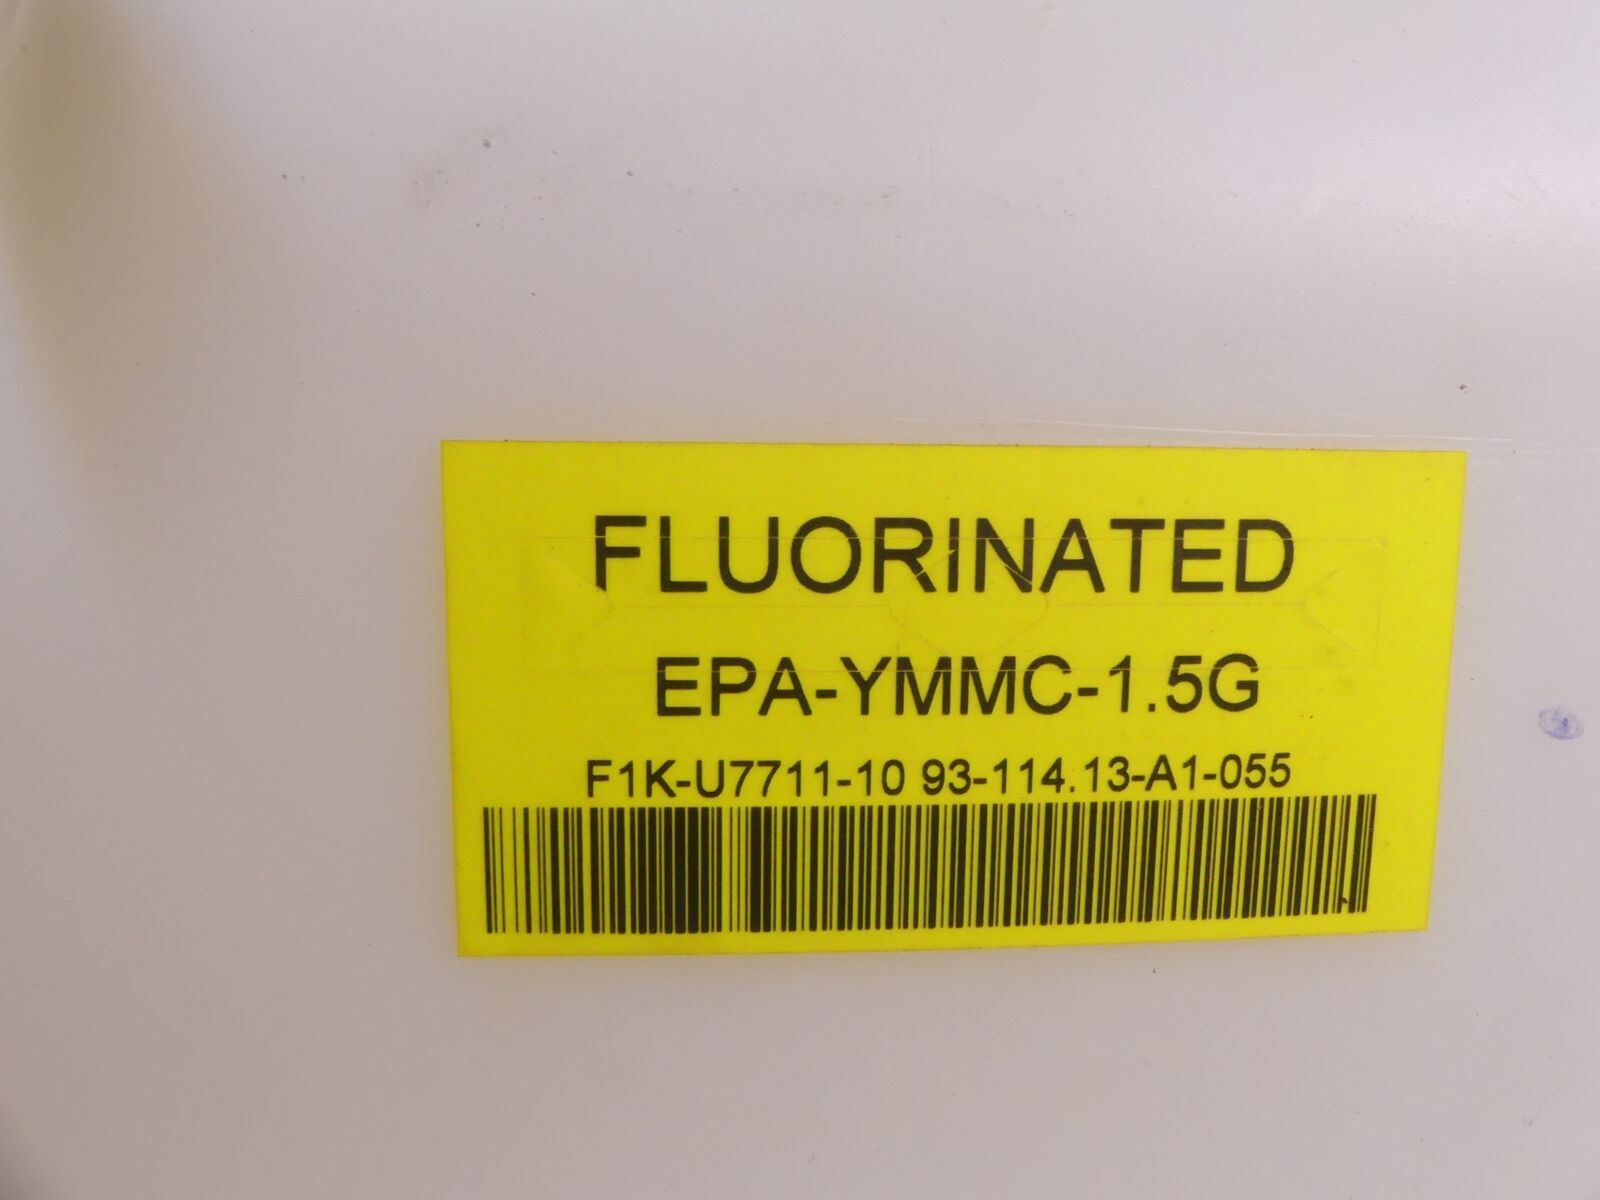 FLUORINATED
EPA-YMMC-1.5G
F1K-U7711-10 93-114.13-A1-055